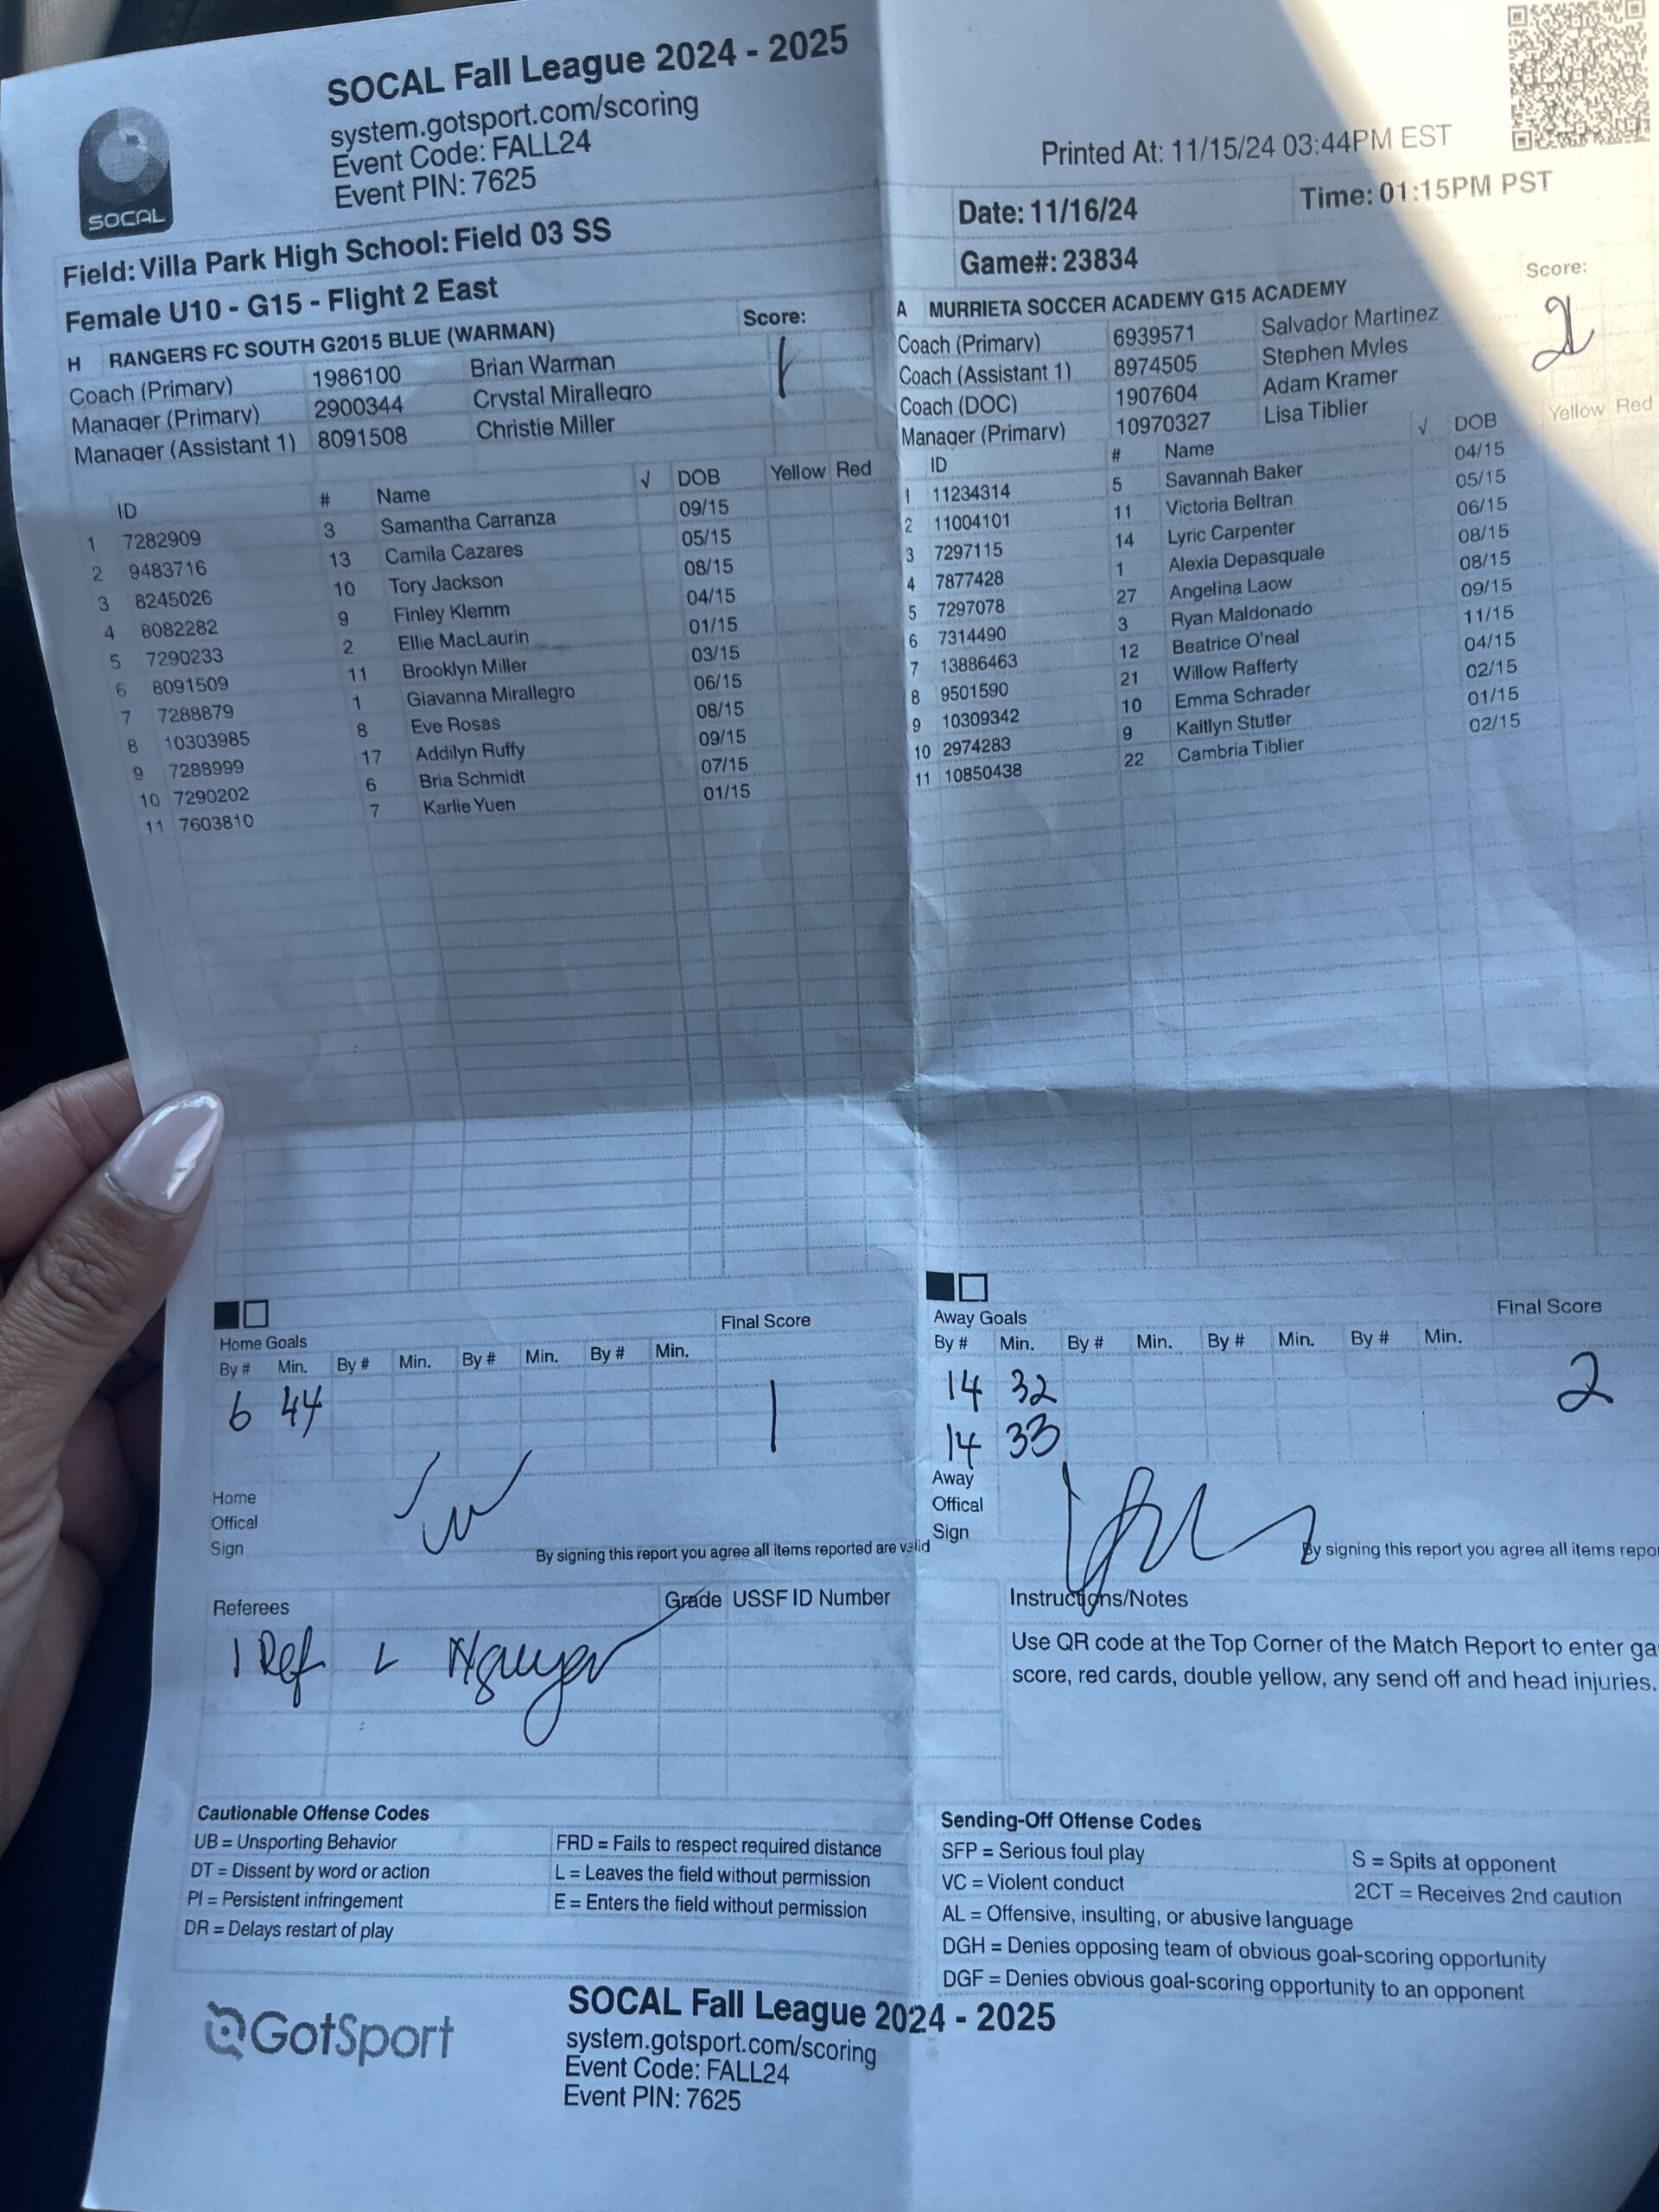 SOCAL Fall League 2024 - 2025
system.gotsport.com/scoring
Event Code: FALL24
Event PIN: 7625
SOCAL
Printed At: 11/15/24 03:44PM EST
Field: Villa Park High School: Field 03 SS
Date: 11/16/24 Time: 01:15PM PST
Female U10 - G15 - Flight 2 East
Game#: 23834
H RANGERS FC SOUTH G2015 BLUE (WARMAN) Score:
Coach (Primary) 1986100 Brian Warman 1
Manager (Primary) 2900344 Crystal Mirallegro
Manager (Assistant 1) 8091508 Christie Miller
ID # Name √ DOB Yellow Red
1 7282909 3 Samantha Carranza 09/15
2 9483716 13 Camila Cazares 05/15
3 8245026 10 Tory Jackson 08/15
4 8082282 9 Finley Klemm 04/15
5 7290233 2 Ellie MacLaurin 01/15
6 8091509 11 Brooklyn Miller 03/15
7 7288879 1 Giavanna Mirallegro 06/15
8 10303985 8 Eve Rosas 08/15
9 7288999 17 Addilyn Ruffy 09/15
10 7290202 6 Bria Schmidt 07/15
11 7603810 7 Karlie Yuen 01/15
A MURRIETA SOCCER ACADEMY G15 ACADEMY Score:
Coach (Primary) 6939571 Salvador Martinez 2
Coach (Assistant 1) 8974505 Stephen Myles
Coach (DOC) 1907604 Adam Kramer
Manager (Primary) 10970327 Lisa Tiblier
ID # Name √ DOB Yellow Red
1 11234314 5 Savannah Baker 04/15
2 11004101 11 Victoria Beltran 05/15
3 7297115 14 Lyric Carpenter 06/15
4 7877428 1 Alexia Depasquale 08/15
5 7297078 27 Angelina Laow 08/15
6 7314490 3 Ryan Maldonado 09/15
7 13886463 12 Beatrice O'neal 11/15
8 9501590 21 Willow Rafferty 04/15
9 10309342 10 Emma Schrader 02/15
10 2974283 9 Kaitlyn Stutler 01/15
11 10850438 22 Cambria Tiblier 02/15
Home Goals Final Score
By # Min. By # Min. By # Min. By # Min.
6 44 1
Home
Offical
Sign
By signing this report you agree all items reported are valid
Away Goals Final Score
By # Min. By # Min. By # Min. By # Min.
14 32 2
14 33
Away
Offical
Sign
By signing this report you agree all items repo
Referees Grade USSF ID Number
1 Ref L Nguyen
Instructions/Notes
Use QR code at the Top Corner of the Match Report to enter ga
score, red cards, double yellow, any send off and head injuries.
Cautionable Offense Codes
UB = Unsporting Behavior FRD = Fails to respect required distance
DT = Dissent by word or action L = Leaves the field without permission
PI = Persistent infringement E = Enters the field without permission
DR = Delays restart of play
Sending-Off Offense Codes
SFP = Serious foul play S = Spits at opponent
VC = Violent conduct 2CT = Receives 2nd caution
AL = Offensive, insulting, or abusive language
DGH = Denies opposing team of obvious goal-scoring opportunity
DGF = Denies obvious goal-scoring opportunity to an opponent
GotSport
SOCAL Fall League 2024 - 2025
system.gotsport.com/scoring
Event Code: FALL24
Event PIN: 7625